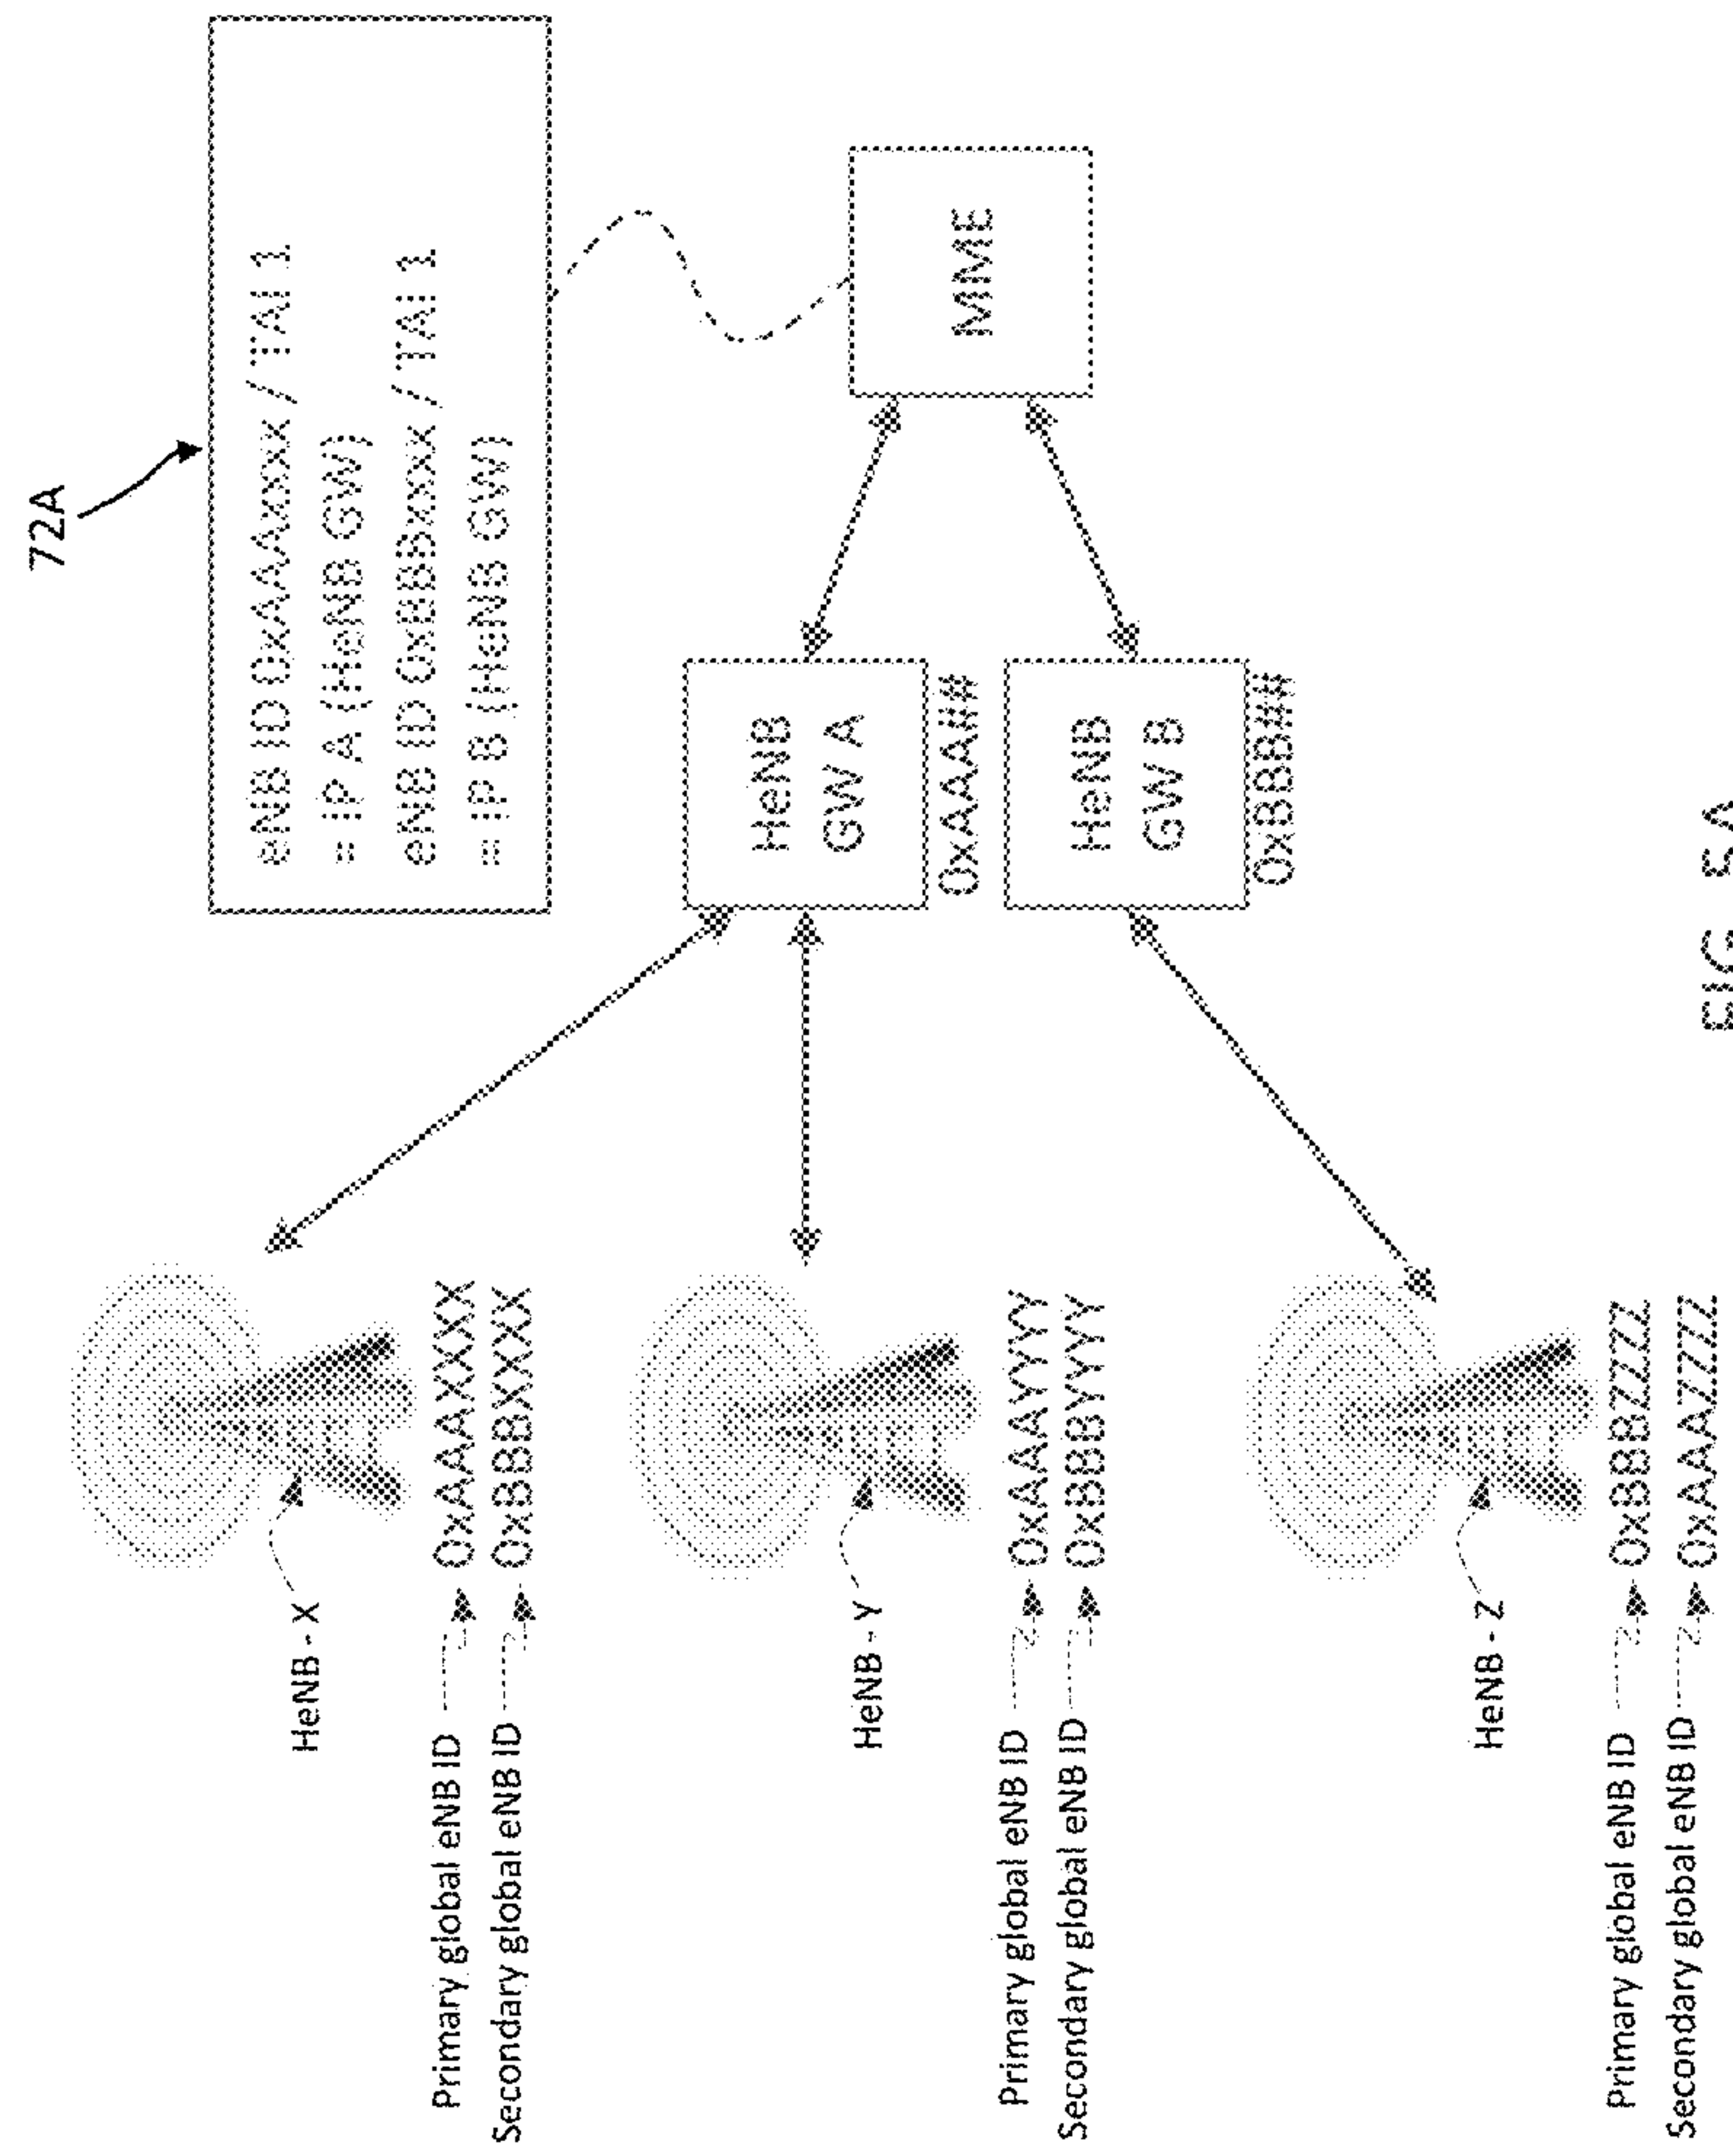 72A
eNB ID 0xAAAxxxx / TAI 1
= IP A (HeNB GW)
eNB ID 0xBBBxxxx / TAI 1
= IP B (HeNB GW)
MME
HeNB
GW A
0xAAA##
HeNB
GW B
0xBBB##
HeNB - X
Primary global eNB ID
0xAAAXXXX
Secondary global eNB ID
0xBBBXXXX
HeNB - Y
Primary global eNB ID
0xAAAYYYY
Secondary global eNB ID
0xBBBYYYY
HeNB - Z
Primary global eNB ID
0xBBBZZZZ
Secondary global eNB ID
0xAAAZZZZ
FIG. 5A